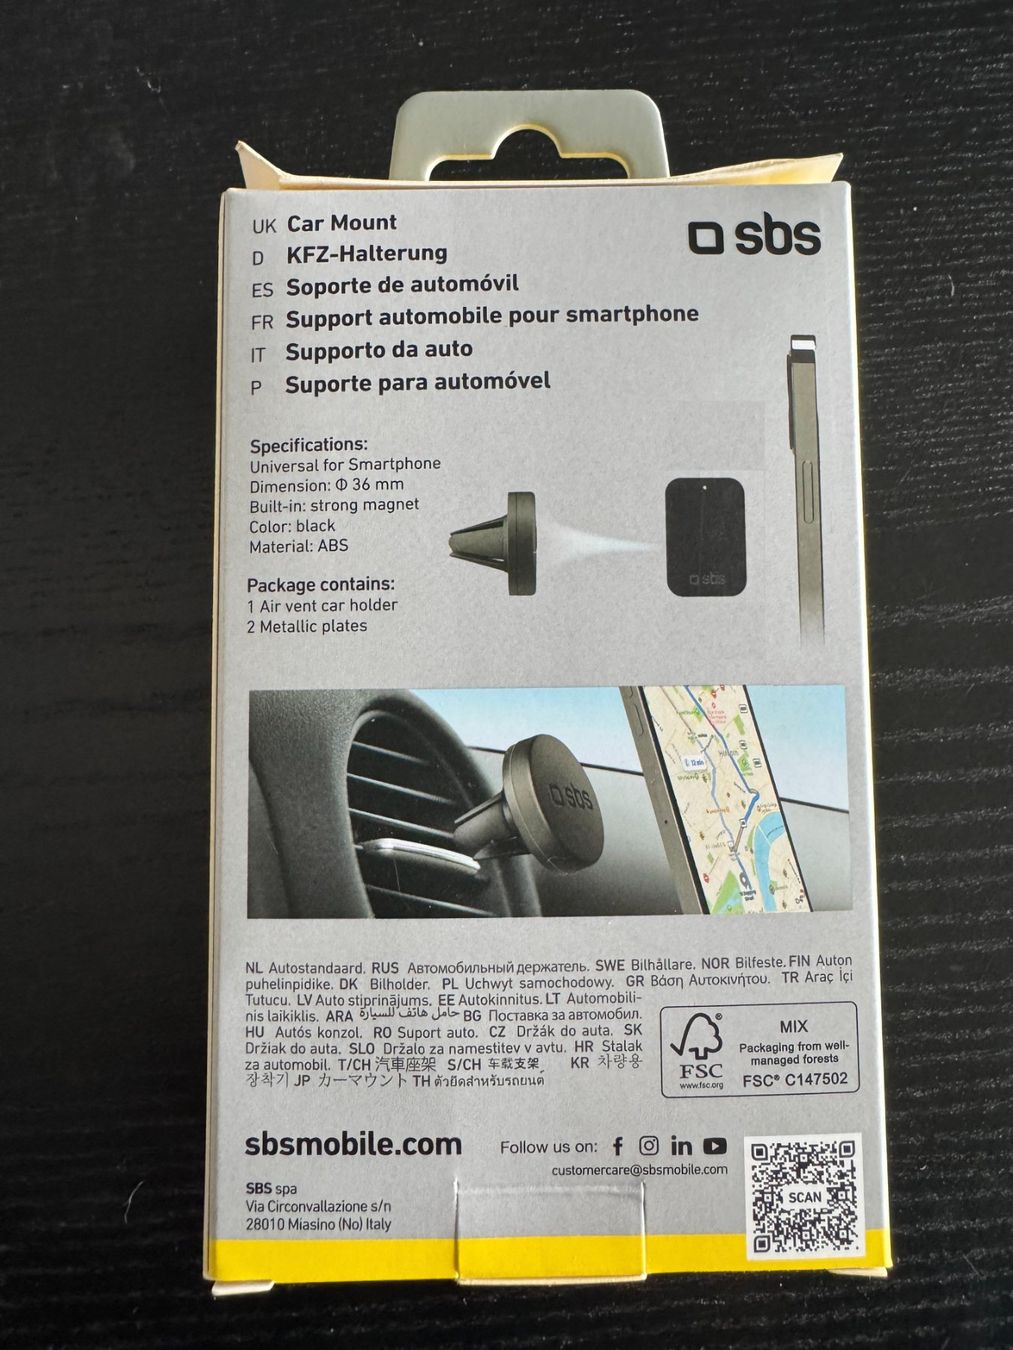 UK Car Mount
D KFZ-Halterung
ES Soporte de automóvil
FR Support automobile pour smartphone
IT Supporto da auto
P Suporte para automóvel
sbs
Specifications:
Universal for Smartphone
Dimension: Φ 36 mm
Built-in: strong magnet
Color: black
Material: ABS
Package contains:
1 Air vent car holder
2 Metallic plates
sbs
sbs
12 min
NL Autostandaard. RUS Автомобильный держатель. SWE Bilhållare. NOR Bilfeste. FIN Auton
puhelinpidike. DK Bilholder. PL Uchwyt samochodowy. GR Βάση Αυτοκινήτου. TR Araç İçi
Tutucu. LV Auto stiprinājums. EE Autokinnitus. LT Automobili-
nis laikiklis. ARA حامل هاتف للسيارة BG Поставка за автомобил.
HU Autós konzol. RO Suport auto. CZ Držák do auta. SK
Držiak do auta. SLO Držalo za namestitev v avtu. HR Stalak
za automobil. T/CH 汽車座架 S/CH 车载支架 KR 차량용
장착기 JP カーマウント TH ตัวยึดสำหรับรถยนต์
FSC
www.fsc.org
MIX
Packaging from well-
managed forests
FSC® C147502
sbsmobile.com
Follow us on: f in
customercare@sbsmobile.com
SBS spa
Via Circonvallazione s/n
28010 Miasino (No) Italy
SCAN